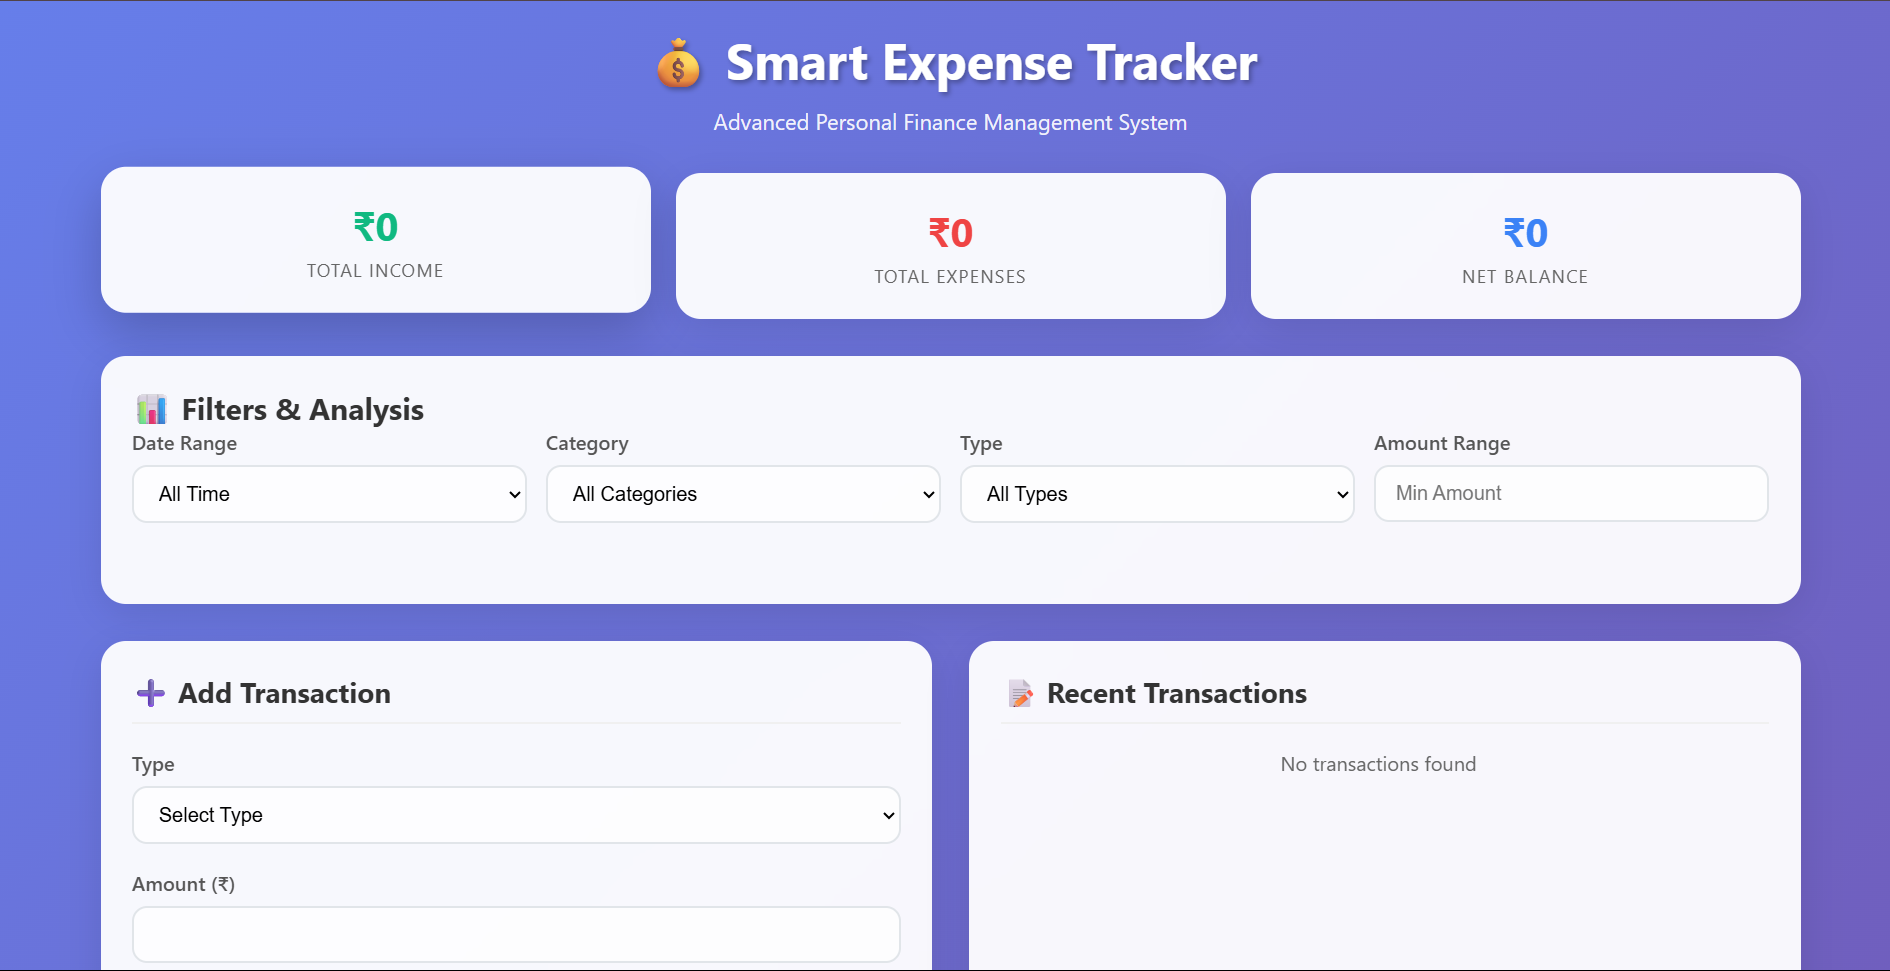 Smart Expense Tracker
Advanced Personal Finance Management System
₹0
TOTAL INCOME
₹0
TOTAL EXPENSES
₹0
NET BALANCE
Filters & Analysis
Date Range
All Time
Category
All Categories
Type
All Types
Amount Range
Min Amount
Add Transaction
Type
Select Type
Amount (₹)
Recent Transactions
No transactions found